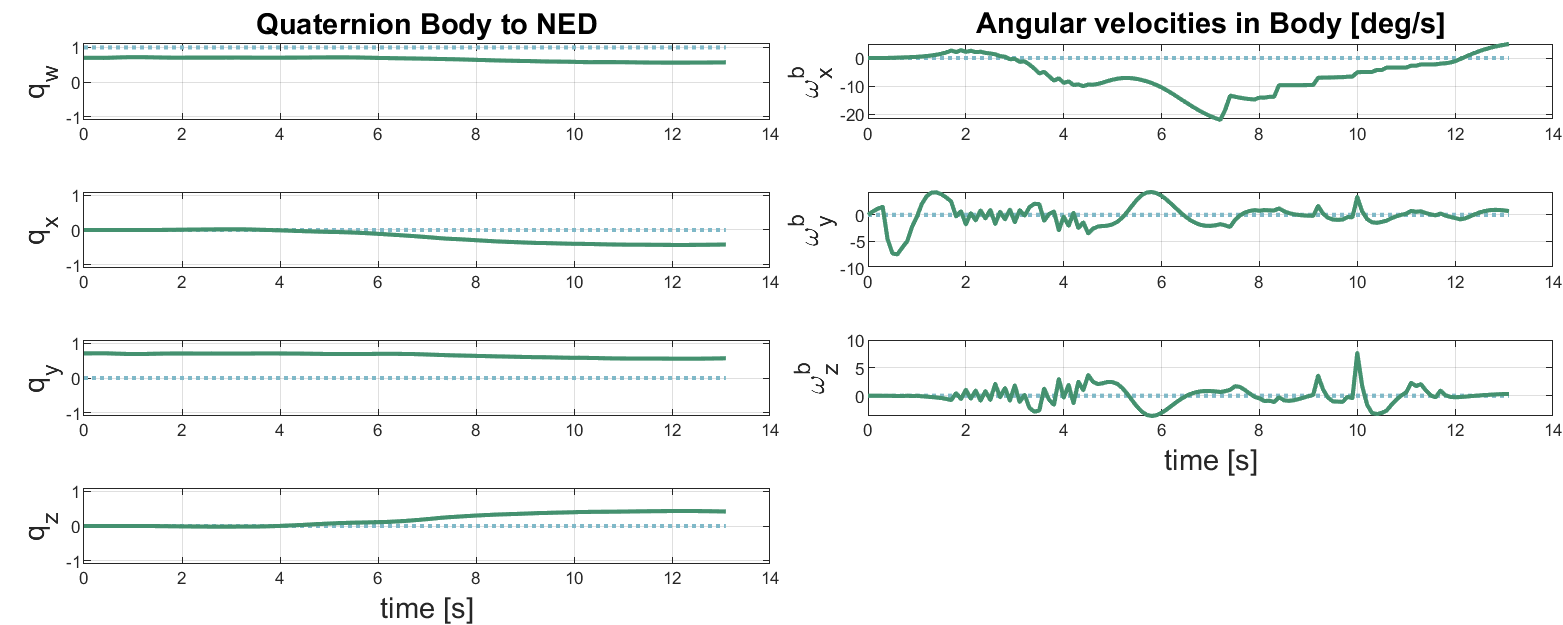 Quaternion Body to NED
q_w
1
0
-1
0 2 4 6 8 10 12 14
q_x
1
0
-1
0 2 4 6 8 10 12 14
q_y
1
0
-1
0 2 4 6 8 10 12 14
q_z
1
0
-1
0 2 4 6 8 10 12 14
time [s]
Angular velocities in Body [deg/s]
ω^b_x
0
-10
-20
0 2 4 6 8 10 12 14
ω^b_y
0
-5
-10
0 2 4 6 8 10 12 14
ω^b_z
10
5
0
0 2 4 6 8 10 12 14
time [s]